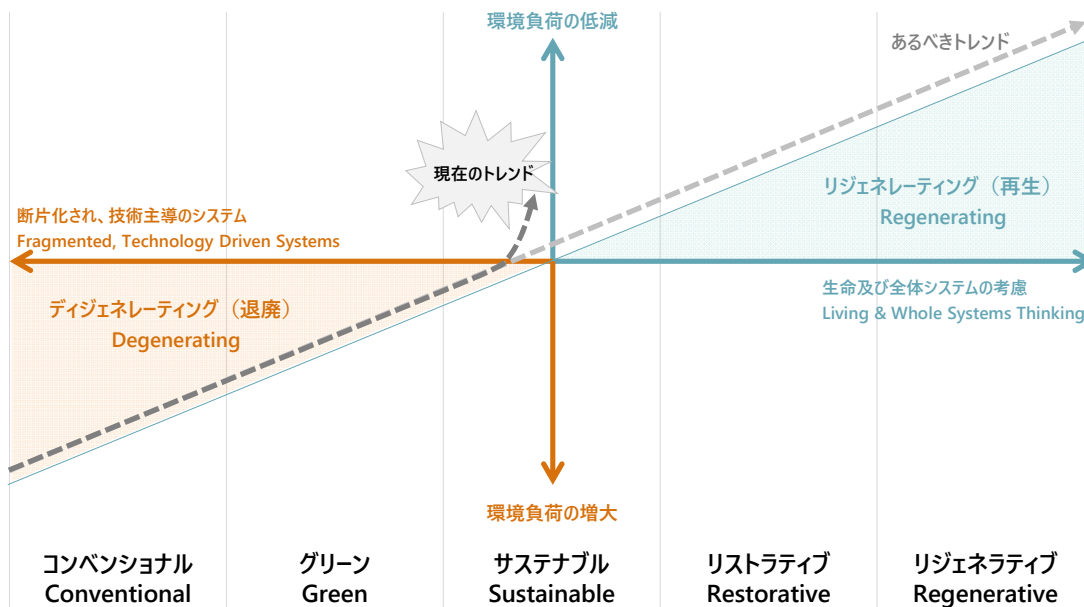 環境負荷の低減
あるべきトレンド
現在のトレンド
リジェネレーティング（再生）
Regenerating
断片化され、技術主導のシステム
Fragmented, Technology Driven Systems
ディジェネレーティング（退廃）
Degenerating
生命及び全体システムの考慮
Living & Whole Systems Thinking
環境負荷の増大
コンベンショナル
Conventional
グリーン
Green
サステナブル
Sustainable
リストラティブ
Restorative
リジェネラティブ
Regenerative